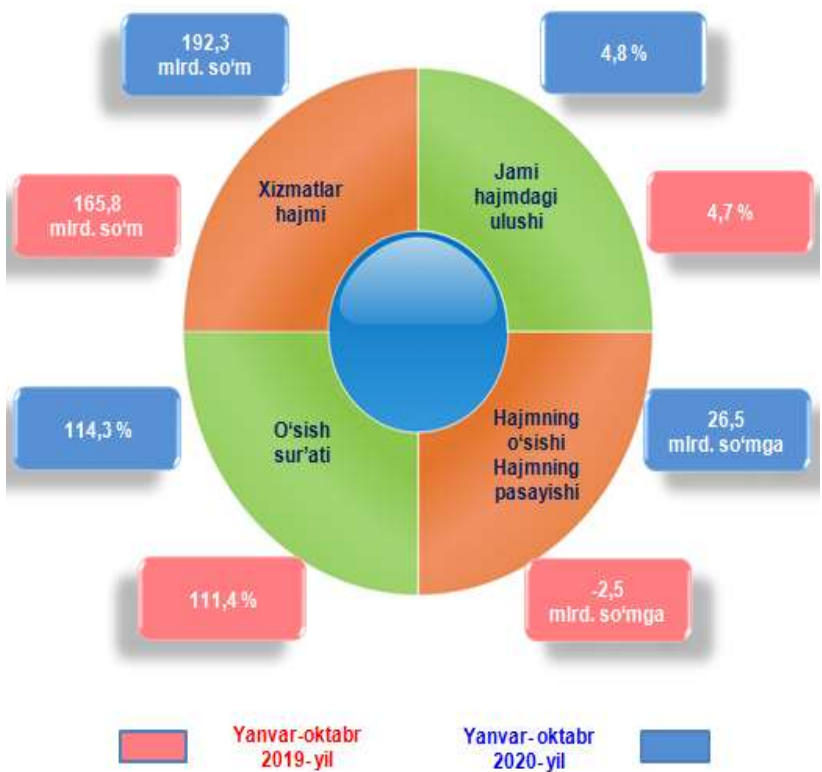 192,3
mlrd. so‘m
4,8 %
Xizmatlar
hajmi
Jami
hajmdagi
ulushi
165,8
mlrd. so‘m
4,7 %
114,3 %
O‘sish
sur’ati
Hajmning
o‘sishi
Hajmning
pasayishi
26,5
mlrd. so‘mga
111,4 %
-2,5
mlrd. so‘mga
Yanvar-oktabr
2019- yil
Yanvar- oktabr
2020- yil